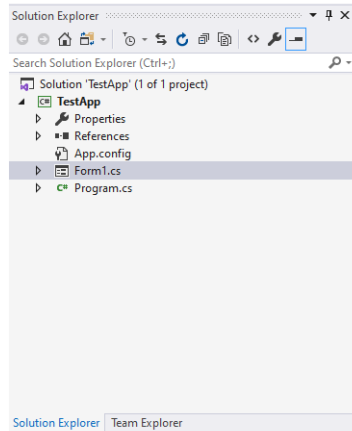 Solution Explorer
Search Solution Explorer (Ctrl+;)
Solution 'TestApp' (1 of 1 project)
C# TestApp
Properties
References
App.config
Form1.cs
C# Program.cs
Solution Explorer Team Explorer